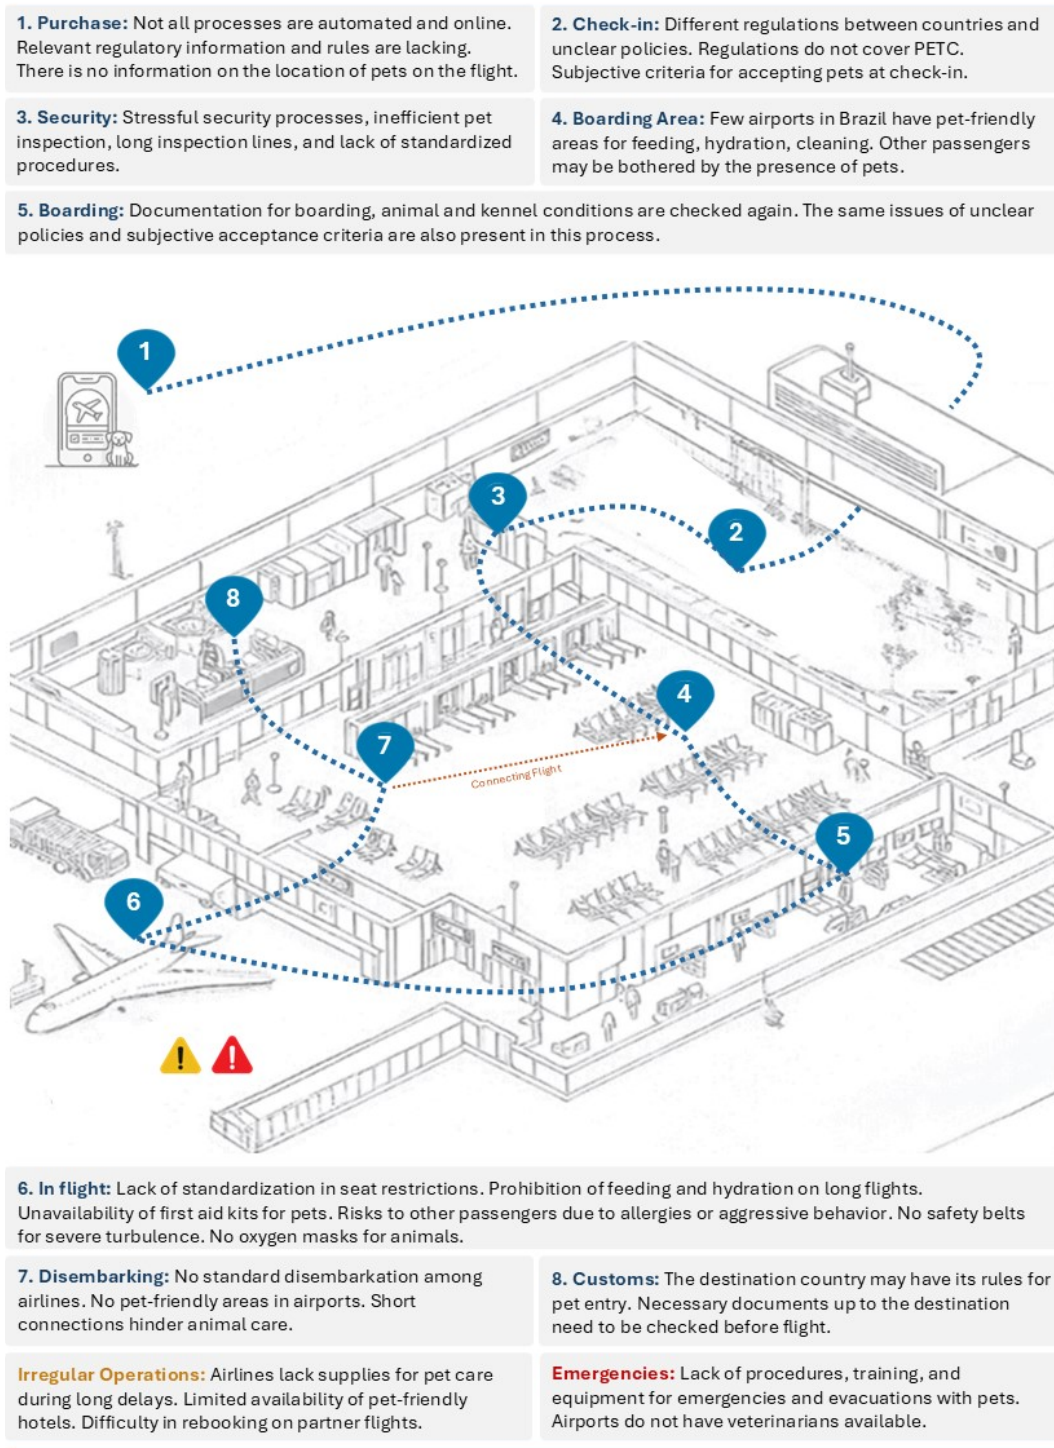 1. Purchase: Not all processes are automated and online.
Relevant regulatory information and rules are lacking.
There is no information on the location of pets on the flight.
2. Check-in: Different regulations between countries and
unclear policies. Regulations do not cover PETC.
Subjective criteria for accepting pets at check-in.
3. Security: Stressful security processes, inefficient pet
inspection, long inspection lines, and lack of standardized
procedures.
4. Boarding Area: Few airports in Brazil have pet-friendly
areas for feeding, hydration, cleaning. Other passengers
may be bothered by the presence of pets.
5. Boarding: Documentation for boarding, animal and kennel conditions are checked again. The same issues of unclear
policies and subjective acceptance criteria are also present in this process.
1
3
2
8
4
7
Connecting Flight
5
6
6. In flight: Lack of standardization in seat restrictions. Prohibition of feeding and hydration on long flights.
Unavailability of first aid kits for pets. Risks to other passengers due to allergies or aggressive behavior. No safety belts
for severe turbulence. No oxygen masks for animals.
7. Disembarking: No standard disembarkation among
airlines. No pet-friendly areas in airports. Short
connections hinder animal care.
8. Customs: The destination country may have its rules for
pet entry. Necessary documents up to the destination
need to be checked before flight.
Irregular Operations: Airlines lack supplies for pet care
during long delays. Limited availability of pet-friendly
hotels. Difficulty in rebooking on partner flights.
Emergencies: Lack of procedures, training, and
equipment for emergencies and evacuations with pets.
Airports do not have veterinarians available.